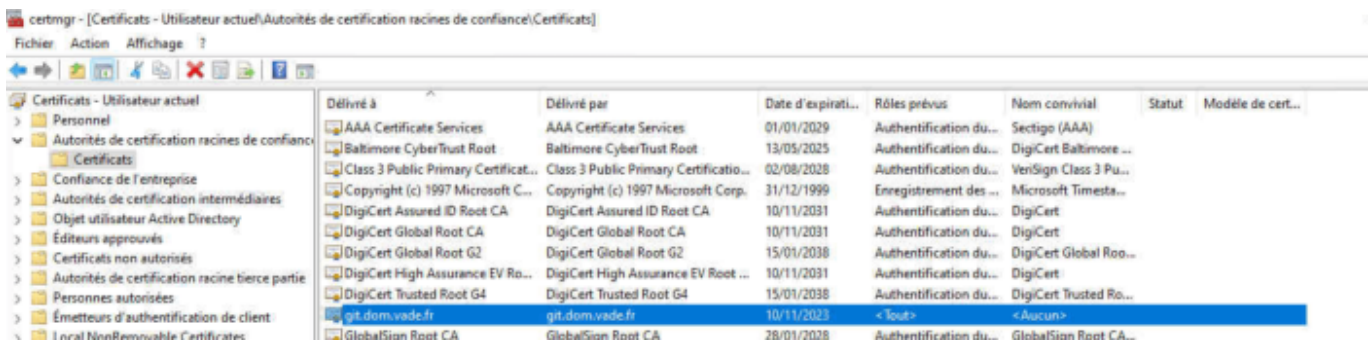 certmgr - [Certificats - Utilisateur actuel\Autorités de certification racines de confiance\Certificats]
Fichier Action Affichage ?
Certificats - Utilisateur actuel
Personnel
Autorités de certification racines de confianc
Certificats
Confiance de l'entreprise
Autorités de certification intermédiaires
Objet utilisateur Active Directory
Éditeurs approuvés
Certificats non autorisés
Autorités de certification racine tierce partie
Personnes autorisées
Émetteurs d'authentification de client
Local NonRemovable Certificates
Délivré à Délivré par Date d'expirati... Rôles prévus Nom convivial Statut Modèle de cert...
AAA Certificate Services AAA Certificate Services 01/01/2029 Authentification du... Sectigo (AAA)
Baltimore CyberTrust Root Baltimore CyberTrust Root 13/05/2025 Authentification du... DigiCert Baltimore ...
Class 3 Public Primary Certificat... Class 3 Public Primary Certificatio... 02/08/2028 Authentification du... VeriSign Class 3 Pu...
Copyright (c) 1997 Microsoft C... Copyright (c) 1997 Microsoft Corp. 31/12/1999 Enregistrement des ... Microsoft Timesta...
DigiCert Assured ID Root CA DigiCert Assured ID Root CA 10/11/2031 Authentification du... DigiCert
DigiCert Global Root CA DigiCert Global Root CA 10/11/2031 Authentification du... DigiCert
DigiCert Global Root G2 DigiCert Global Root G2 15/01/2038 Authentification du... DigiCert Global Roo...
DigiCert High Assurance EV Ro... DigiCert High Assurance EV Root ... 10/11/2031 Authentification du... DigiCert
DigiCert Trusted Root G4 DigiCert Trusted Root G4 15/01/2038 Authentification du... DigiCert Trusted Ro...
git.dom.vade.fr git.dom.vade.fr 10/11/2023 <Tout> <Aucun>
GlobalSign Root CA GlobalSign Root CA 28/01/2028 Authentification du... GlobalSign Root CA...